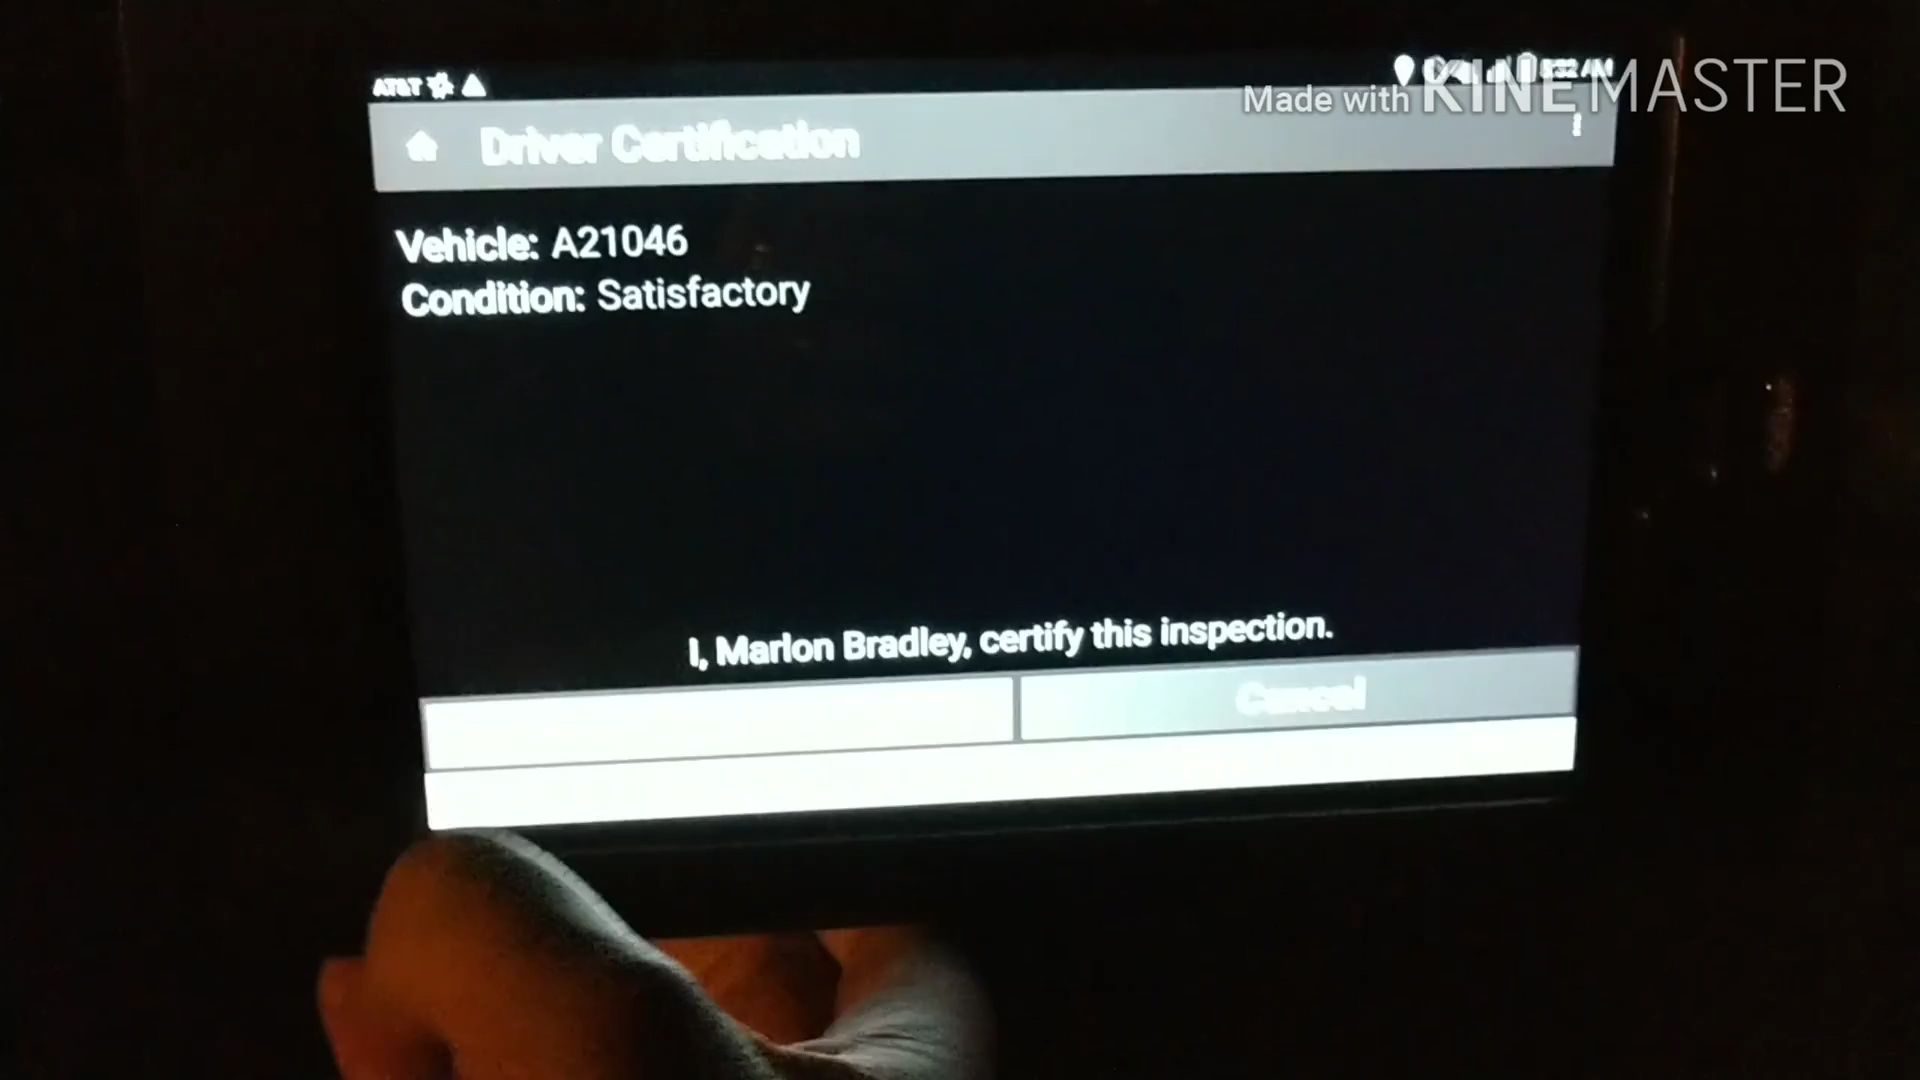 AT&T
Made with KINEMASTER
Driver Certification
Vehicle: A21046
Condition: Satisfactory
I, Marlon Bradley, certify this inspection.
Cancel